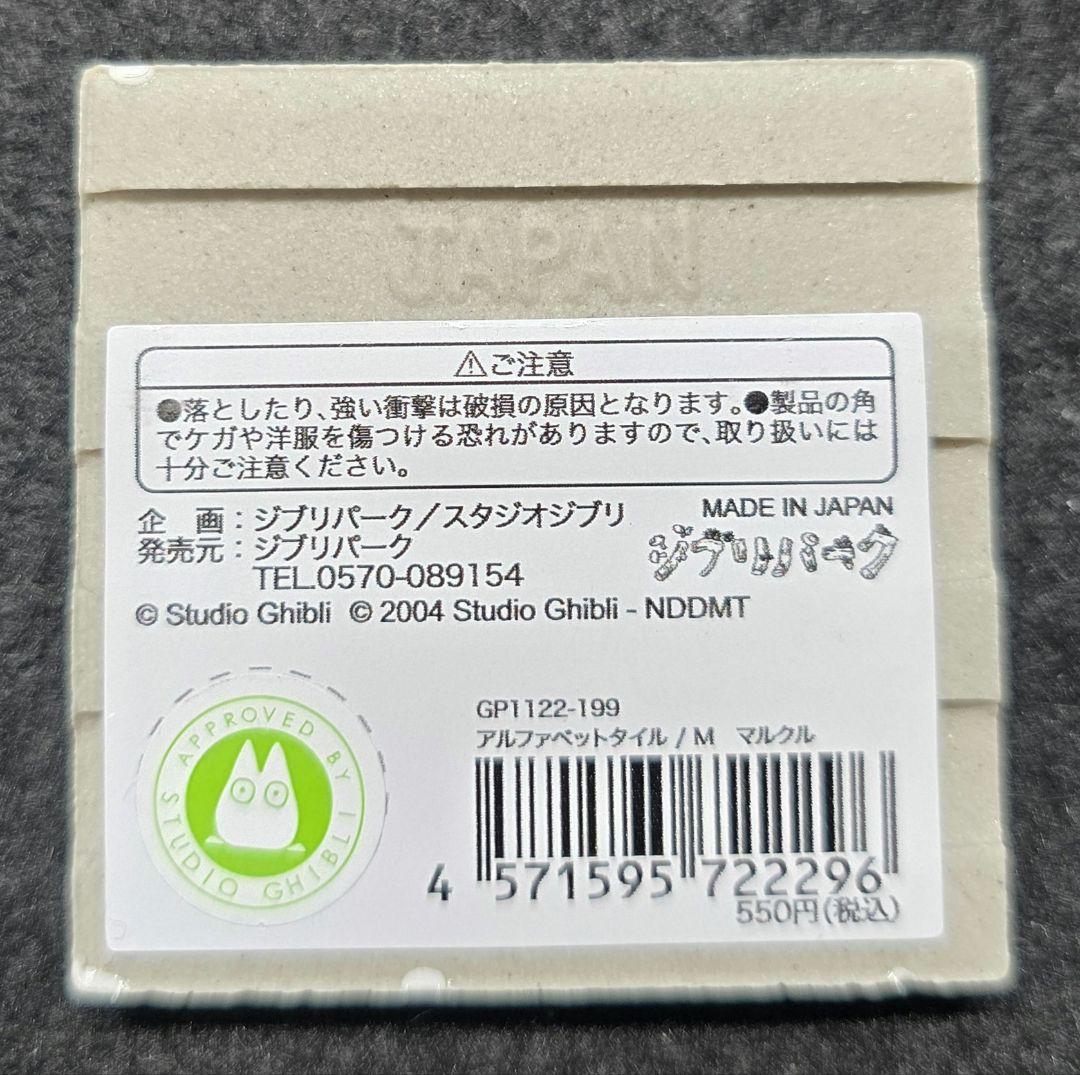 JAPAN
⚠ご注意
●落としたり、強い衝撃は破損の原因となります。●製品の角
でケガや洋服を傷つける恐れがありますので、取り扱いには
十分ご注意ください。
企　画：ジブリパーク／スタジオジブリ
発売元：ジブリパーク
TEL.0570-089154
MADE IN JAPAN
ジブリパーク
© Studio Ghibli © 2004 Studio Ghibli - NDDMT
APPROVED BY
STUDIO GHIBLI
GP1122-199
アルファベットタイル / M　マルクル
4 571595 722296
550円(税込)